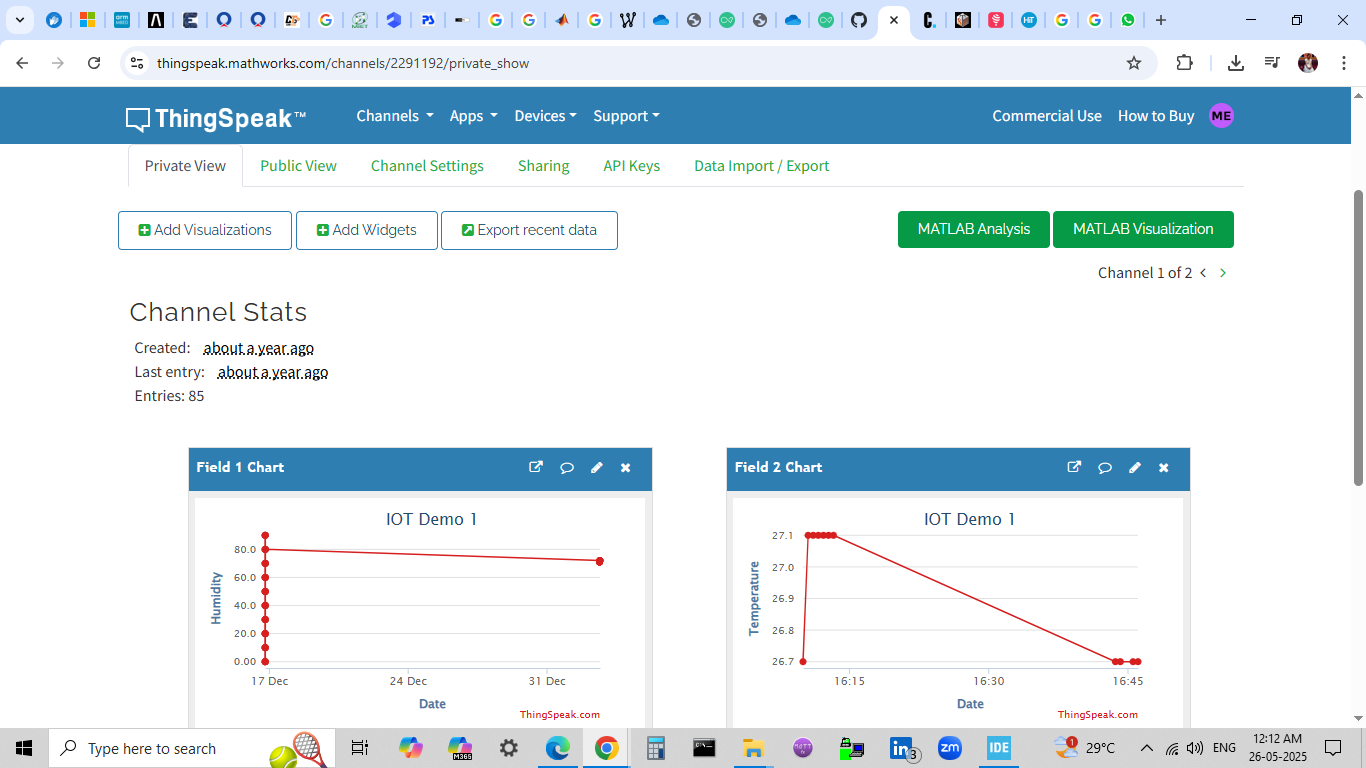 thingspeak.mathworks.com/channels/2291192/private_show
ThingSpeak™ Channels Apps Devices Support Commercial Use How to Buy ME
Private View Public View Channel Settings Sharing API Keys Data Import / Export
Add Visualizations Add Widgets Export recent data MATLAB Analysis MATLAB Visualization
Channel 1 of 2
Channel Stats
Created: about a year ago
Last entry: about a year ago
Entries: 85
Field 1 Chart
IOT Demo 1
Humidity
80.0
60.0
40.0
20.0
0.00
17 Dec 24 Dec 31 Dec
Date
ThingSpeak.com
Field 2 Chart
IOT Demo 1
Temperature
27.1
27.0
26.9
26.8
26.7
16:15 16:30 16:45
Date
ThingSpeak.com
Type here to search
M365
IDE
3
1
29°C
ENG
12:12 AM
26-05-2025